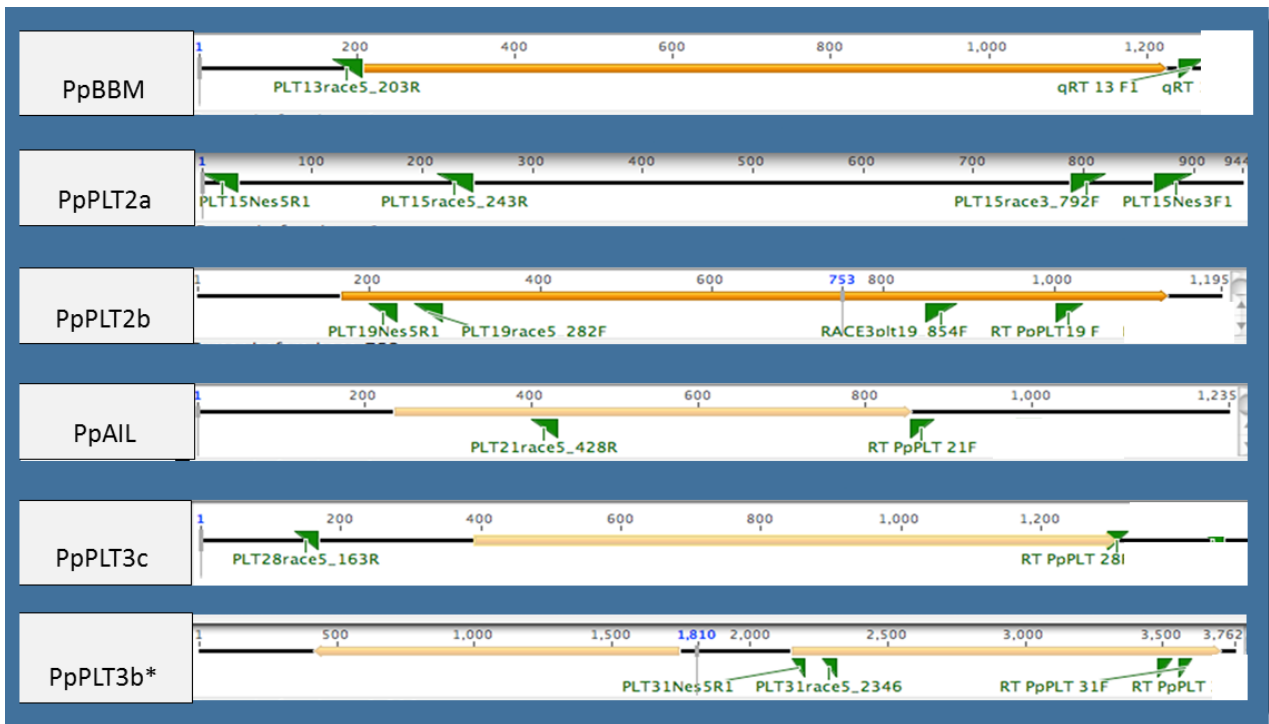 1 200 400 600 800 1,000 1,200
PpBBM
PLT13race5_203R qRT 13 F1 qRT
1 100 200 300 400 500 600 700 800 900 944
PpPLT2a
PLT15Nes5R1 PLT15race5_243R PLT15race3_792F PLT15Nes3F1
1 200 400 600 753 800 1,000 1,195
PpPLT2b
PLT19Nes5R1 PLT19race5_282F RACE3plt19_854F RT PpPLT19 F
1 200 400 600 800 1,000 1,235
PpAIL
PLT21race5_428R RT PpPLT 21F
1 200 400 600 800 1,000 1,200
PpPLT3c
PLT28race5_163R RT PpPLT 28
1 500 1,000 1,500 1,810 2,000 2,500 3,000 3,500 3,762
PpPLT3b*
PLT31Nes5R1 PLT31race5_2346 RT PpPLT 31F RT PpPLT